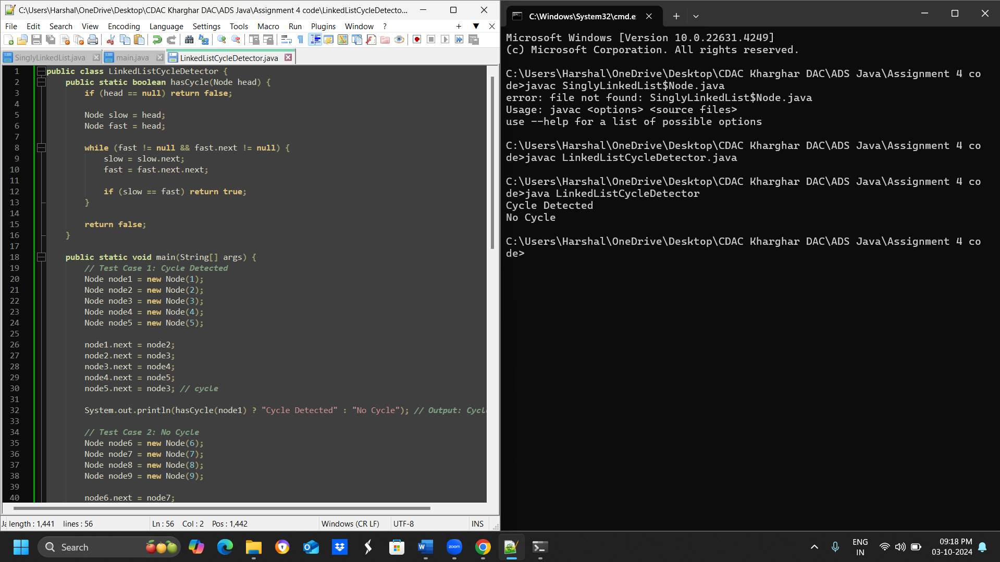 C:\Users\Harshal\OneDrive\Desktop\CDAC Kharghar DAC\ADS Java\Assignment 4 code\LinkedListCycleDetecto...
File Edit Search View Encoding Language Settings Tools Macro Run Plugins Window ?
SinglyLinkedList.java main.java LinkedListCycleDetector.java
1 public class LinkedListCycleDetector {
2 public static boolean hasCycle(Node head) {
3 if (head == null) return false;
4
5 Node slow = head;
6 Node fast = head;
7
8 while (fast != null && fast.next != null) {
9 slow = slow.next;
10 fast = fast.next.next;
11
12 if (slow == fast) return true;
13 }
14
15 return false;
16 }
17
18 public static void main(String[] args) {
19 // Test Case 1: Cycle Detected
20 Node node1 = new Node(1);
21 Node node2 = new Node(2);
22 Node node3 = new Node(3);
23 Node node4 = new Node(4);
24 Node node5 = new Node(5);
25
26 node1.next = node2;
27 node2.next = node3;
28 node3.next = node4;
29 node4.next = node5;
30 node5.next = node3; // cycle
31
32 System.out.println(hasCycle(node1) ? "Cycle Detected" : "No Cycle"); // Output: Cycl
33
34 // Test Case 2: No Cycle
35 Node node6 = new Node(6);
36 Node node7 = new Node(7);
37 Node node8 = new Node(8);
38 Node node9 = new Node(9);
39
40 node6.next = node7;
Ja length : 1,441 lines : 56 Ln : 56 Col : 2 Pos : 1,442 Windows (CR LF) UTF-8 INS
C:\Windows\System32\cmd.e
Microsoft Windows [Version 10.0.22631.4249]
(c) Microsoft Corporation. All rights reserved.
C:\Users\Harshal\OneDrive\Desktop\CDAC Kharghar DAC\ADS Java\Assignment 4 co
de>javac SinglyLinkedList$Node.java
error: file not found: SinglyLinkedList$Node.java
Usage: javac <options> <source files>
use --help for a list of possible options
C:\Users\Harshal\OneDrive\Desktop\CDAC Kharghar DAC\ADS Java\Assignment 4 co
de>javac LinkedListCycleDetector.java
C:\Users\Harshal\OneDrive\Desktop\CDAC Kharghar DAC\ADS Java\Assignment 4 co
de>java LinkedListCycleDetector
Cycle Detected
No Cycle
C:\Users\Harshal\OneDrive\Desktop\CDAC Kharghar DAC\ADS Java\Assignment 4 co
de>
Search
zoom
ENG
IN
09:18 PM
03-10-2024